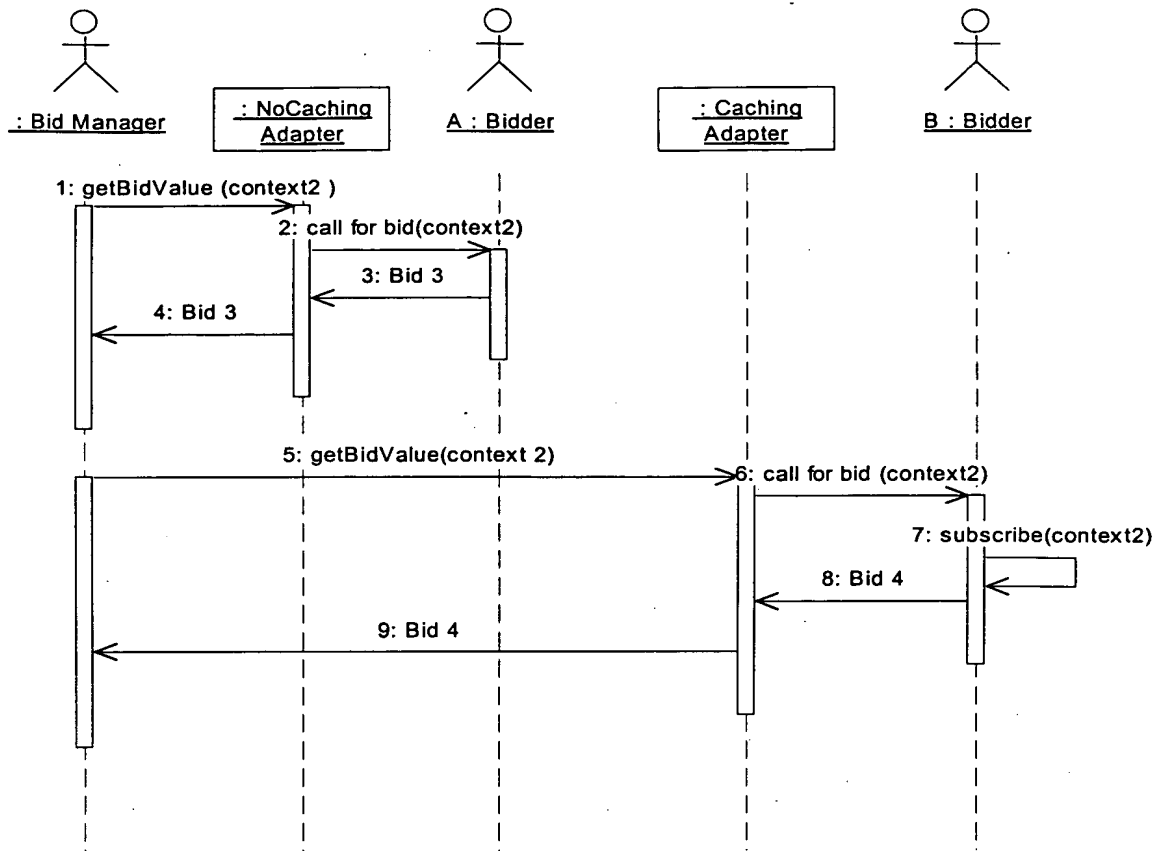 : Bid Manager
: NoCaching
Adapter
A : Bidder
: Caching
Adapter
B : Bidder
1: getBidValue (context2 )
2: call for bid(context2)
3: Bid 3
4: Bid 3
5: getBidValue(context 2)
6: call for bid (context2)
7: subscribe(context2)
8: Bid 4
9: Bid 4